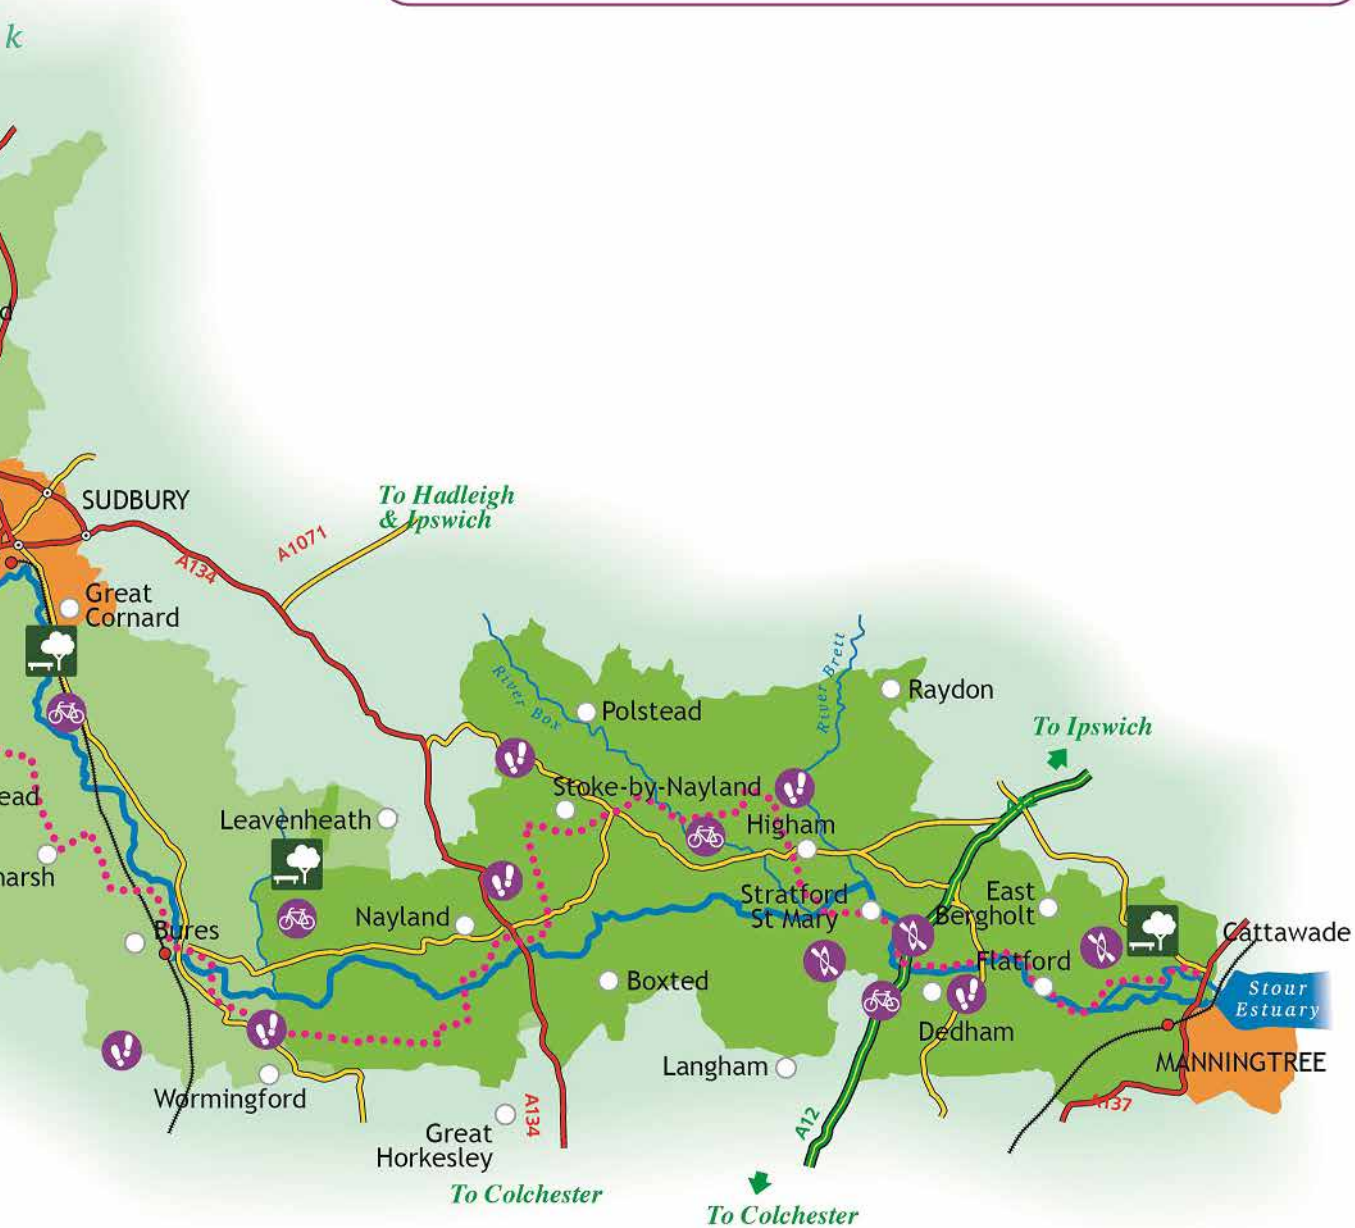 k
d
SUDBURY
To Hadleigh
& Ipswich
A1071
A134
Great
Cornard
River Box
River Brett
Polstead
Raydon
To Ipswich
ead
Stoke-by-Nayland
Leavenheath
Higham
arsh
Stratford
St Mary
East
Bergholt
Nayland
Bures
Cattawade
Flatford
Boxted
Stour
Estuary
Dedham
Langham
MANNINGTREE
Wormingford
A134
A12
A137
Great
Horkesley
To Colchester
To Colchester